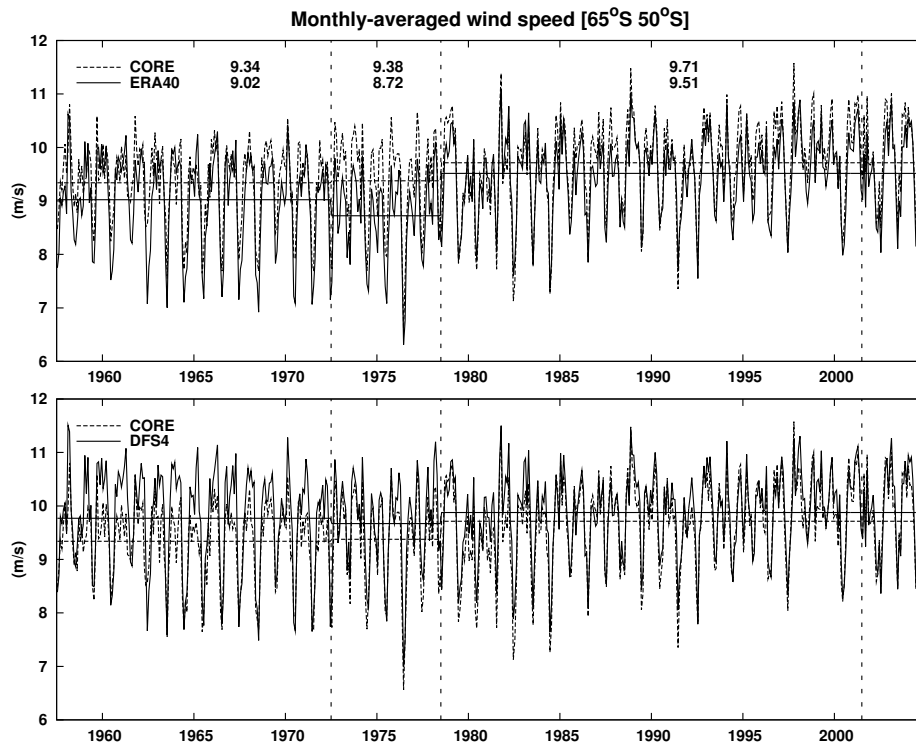 Monthly-averaged wind speed [65°S 50°S]
12
11
10
9
8
7
6
(m/s)
CORE 9.34 9.38 9.71
ERA40 9.02 8.72 9.51
1960 1965 1970 1975 1980 1985 1990 1995 2000
12
11
10
9
8
7
6
(m/s)
CORE
DFS4
1960 1965 1970 1975 1980 1985 1990 1995 2000